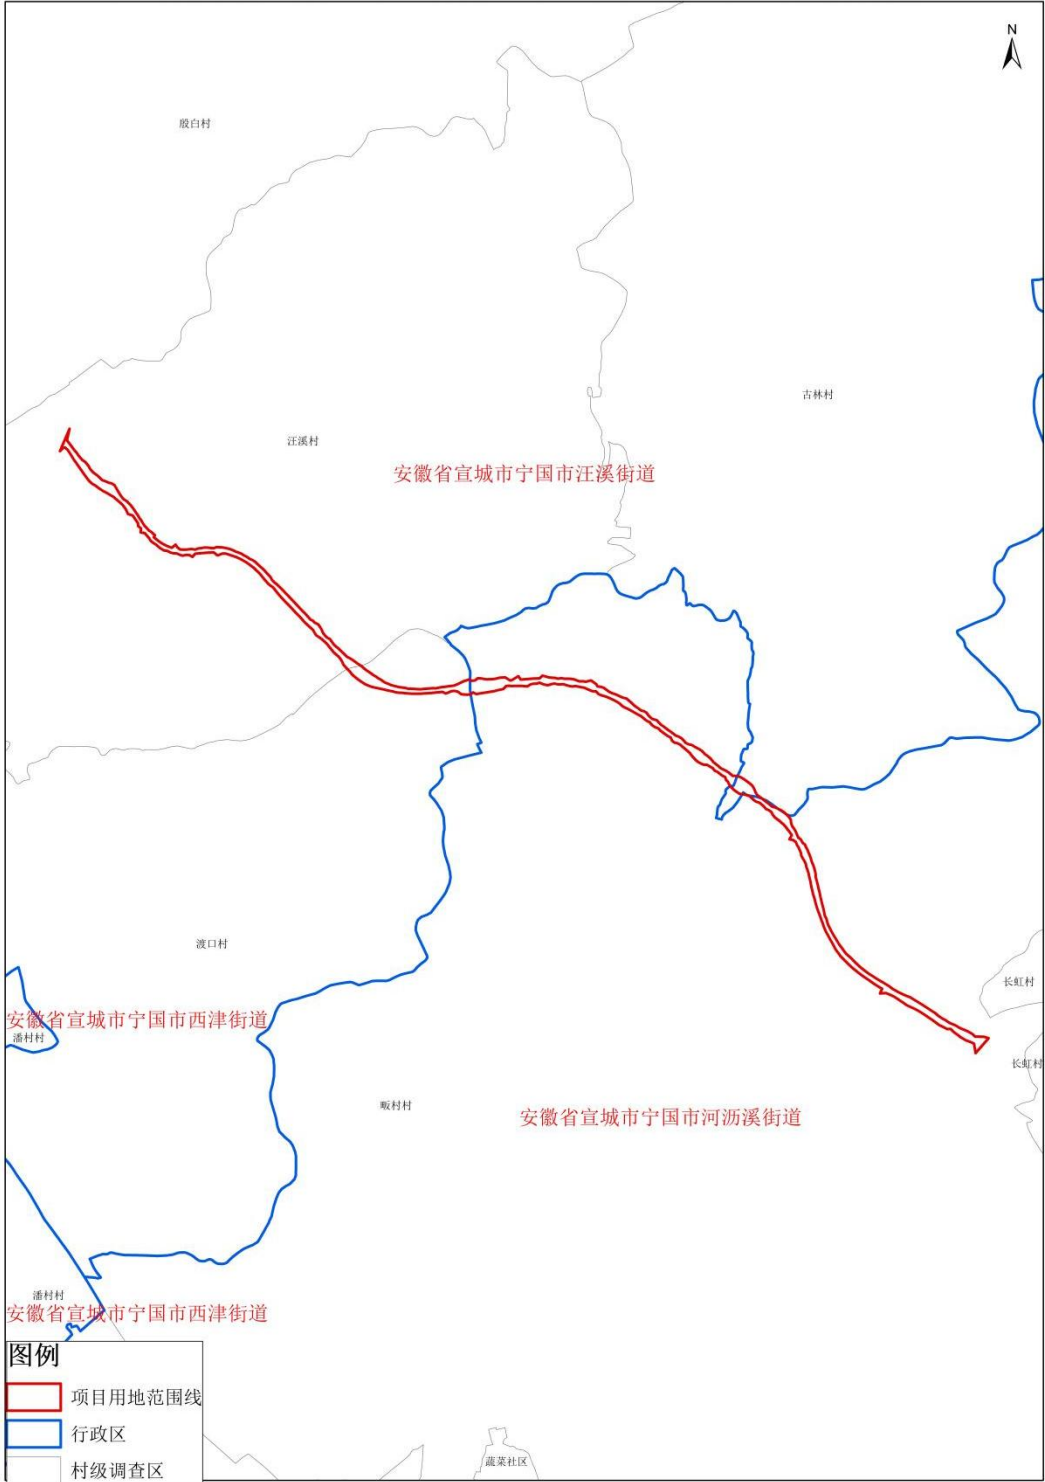 N
殷白村
古林村
汪溪村
安徽省宣城市宁国市汪溪街道
渡口村
长虹村
安徽省宣城市宁国市西津街道
潘村村
长虹村
畈村村
安徽省宣城市宁国市河沥溪街道
潘村村
安徽省宣城市宁国市西津街道
图例
项目用地范围线
行政区
蔬菜社区
村级调查区